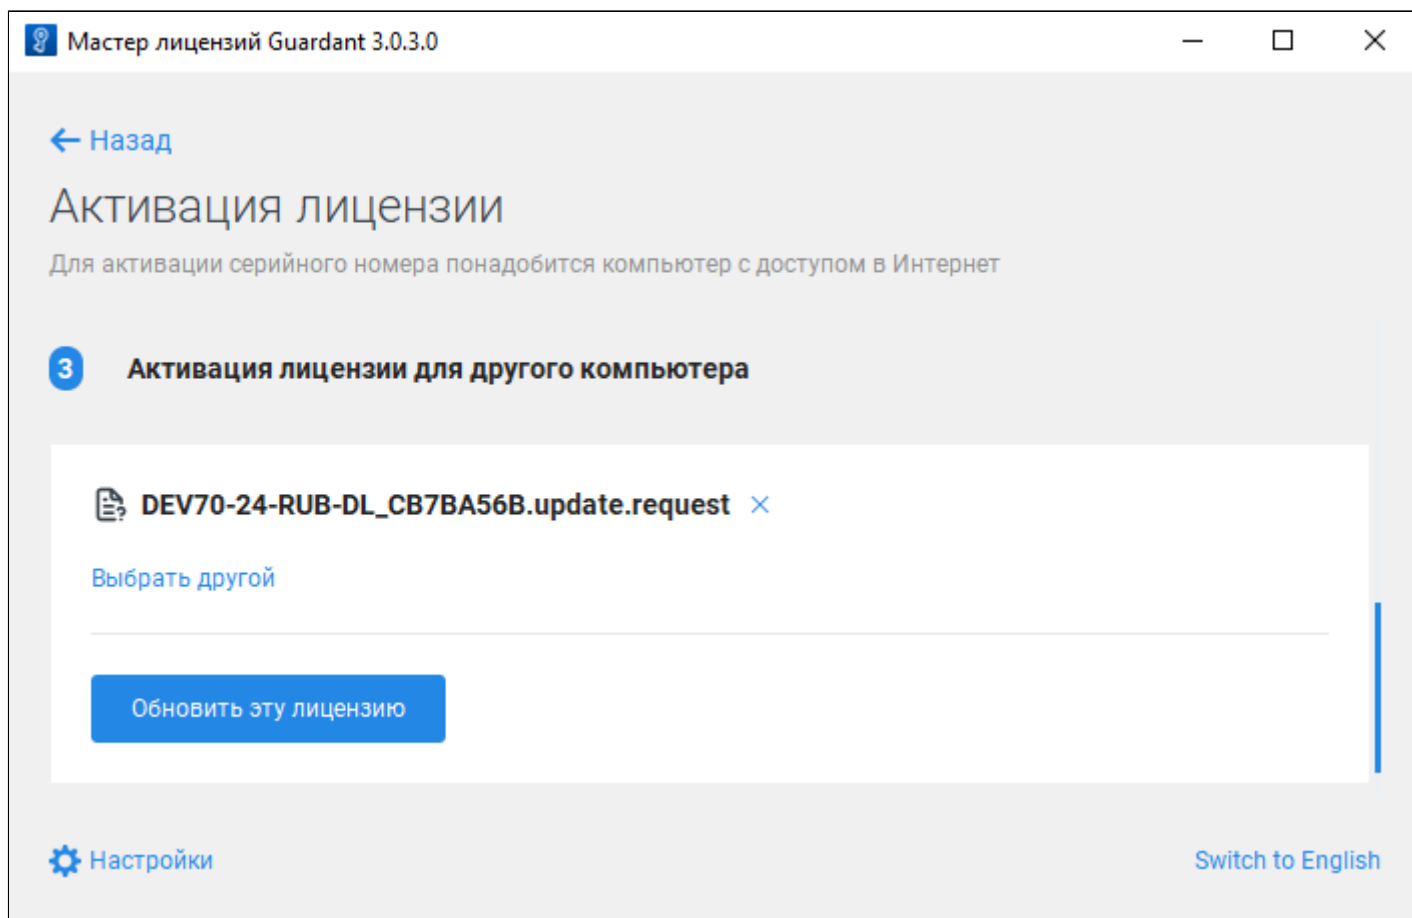 Мастер лицензий Guardant 3.0.3.0
Назад
Активация лицензии
Для активации серийного номера понадобится компьютер с доступом в Интернет
3 Активация лицензии для другого компьютера
DEV70-24-RUB-DL_CB7BA56B.update.request
Выбрать другой
Обновить эту лицензию
Настройки
Switch to English